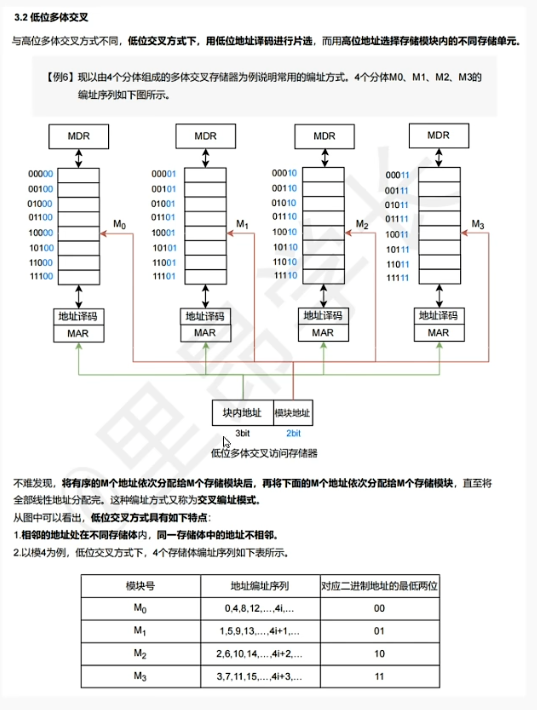 3.2 低位多体交叉
与高位多体交叉方式不同，低位交叉方式下，用低位地址译码进行片选，而用高位地址选择存储模块内的不同存储单元。
【例6】现以由4个分体组成的多体交叉存储器为例说明常用的编址方式。4个分体M0、M1、M2、M3的
编址序列如下图所示。
MDR MDR MDR MDR
00000 00001 00010 00011
00100 00101 00110 00111
01000 01001 01010 01011
01100 01101 01110 01111
M0 M1 M2 M3
10000 10001 10010 10011
10100 10101 10110 10111
11000 11001 11010 11011
11100 11101 11110 11111
地址译码 地址译码 地址译码 地址译码
MAR MAR MAR MAR
块内地址 模块地址
3bit 2bit
低位多体交叉访问存储器
不难发现，将有序的M个地址依次分配给M个存储模块后，再将下面的M个地址依次分配给M个存储模块，直至将
全部线性地址分配完。这种编址方式又称为交叉编址模式。
从图中可以看出，低位交叉方式具有如下特点：
1.相邻的地址处在不同存储体内，同一存储体中的地址不相邻。
2.以模4为例，低位交叉方式下，4个存储体编址序列如下表所示。
模块号 地址编址序列 对应二进制地址的最低两位
M0 0,4,8,12,...,4i,... 00
M1 1,5,9,13,...,4i+1,... 01
M2 2,6,10,14,...,4i+2,... 10
M3 3,7,11,15,...,4i+3,... 11
@里昂学长